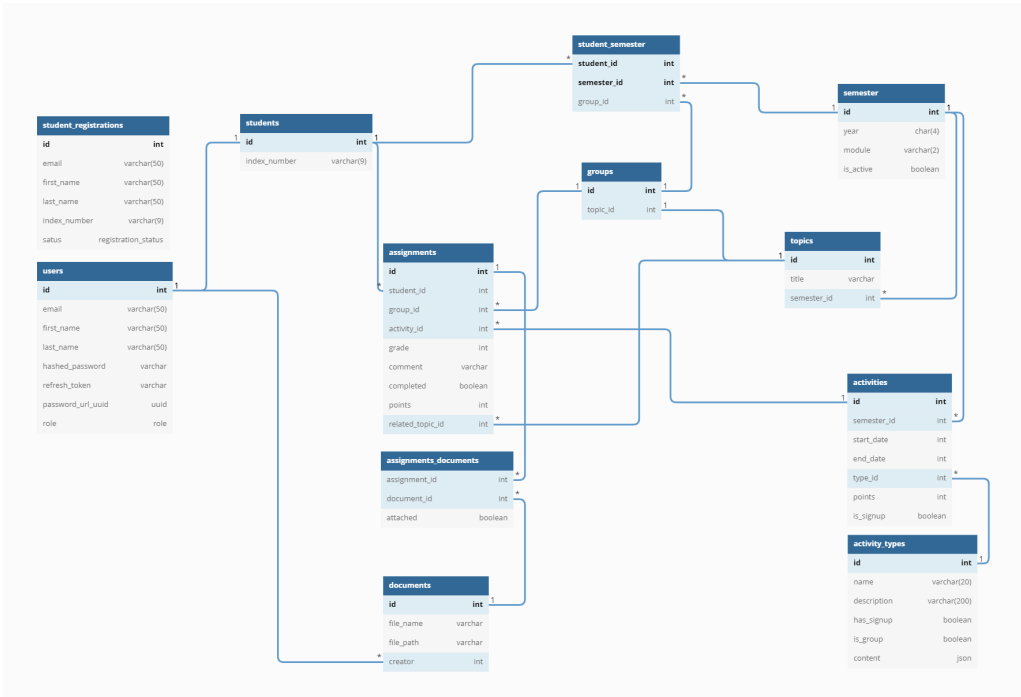 student_semester
student_id int
semester_id int
group_id int
semester
id int
year char(4)
module varchar(2)
is_active boolean
students
id int
index_number varchar(9)
student_registrations
id int
email varchar(50)
first_name varchar(50)
last_name varchar(50)
index_number varchar(9)
satus registration_status
groups
id int
topic_id int
topics
id int
title varchar
semester_id int
assignments
id int
student_id int
group_id int
activity_id int
grade int
comment varchar
completed boolean
points int
related_topic_id int
users
id int
email varchar(50)
first_name varchar(50)
last_name varchar(50)
hashed_password varchar
refresh_token varchar
password_url_uuid uuid
role role
activities
id int
semester_id int
start_date int
end_date int
type_id int
points int
is_signup boolean
assignments_documents
assignment_id int
document_id int
attached boolean
activity_types
id int
name varchar(20)
description varchar(200)
has_signup boolean
is_group boolean
content json
documents
id int
file_name varchar
file_path varchar
creator int